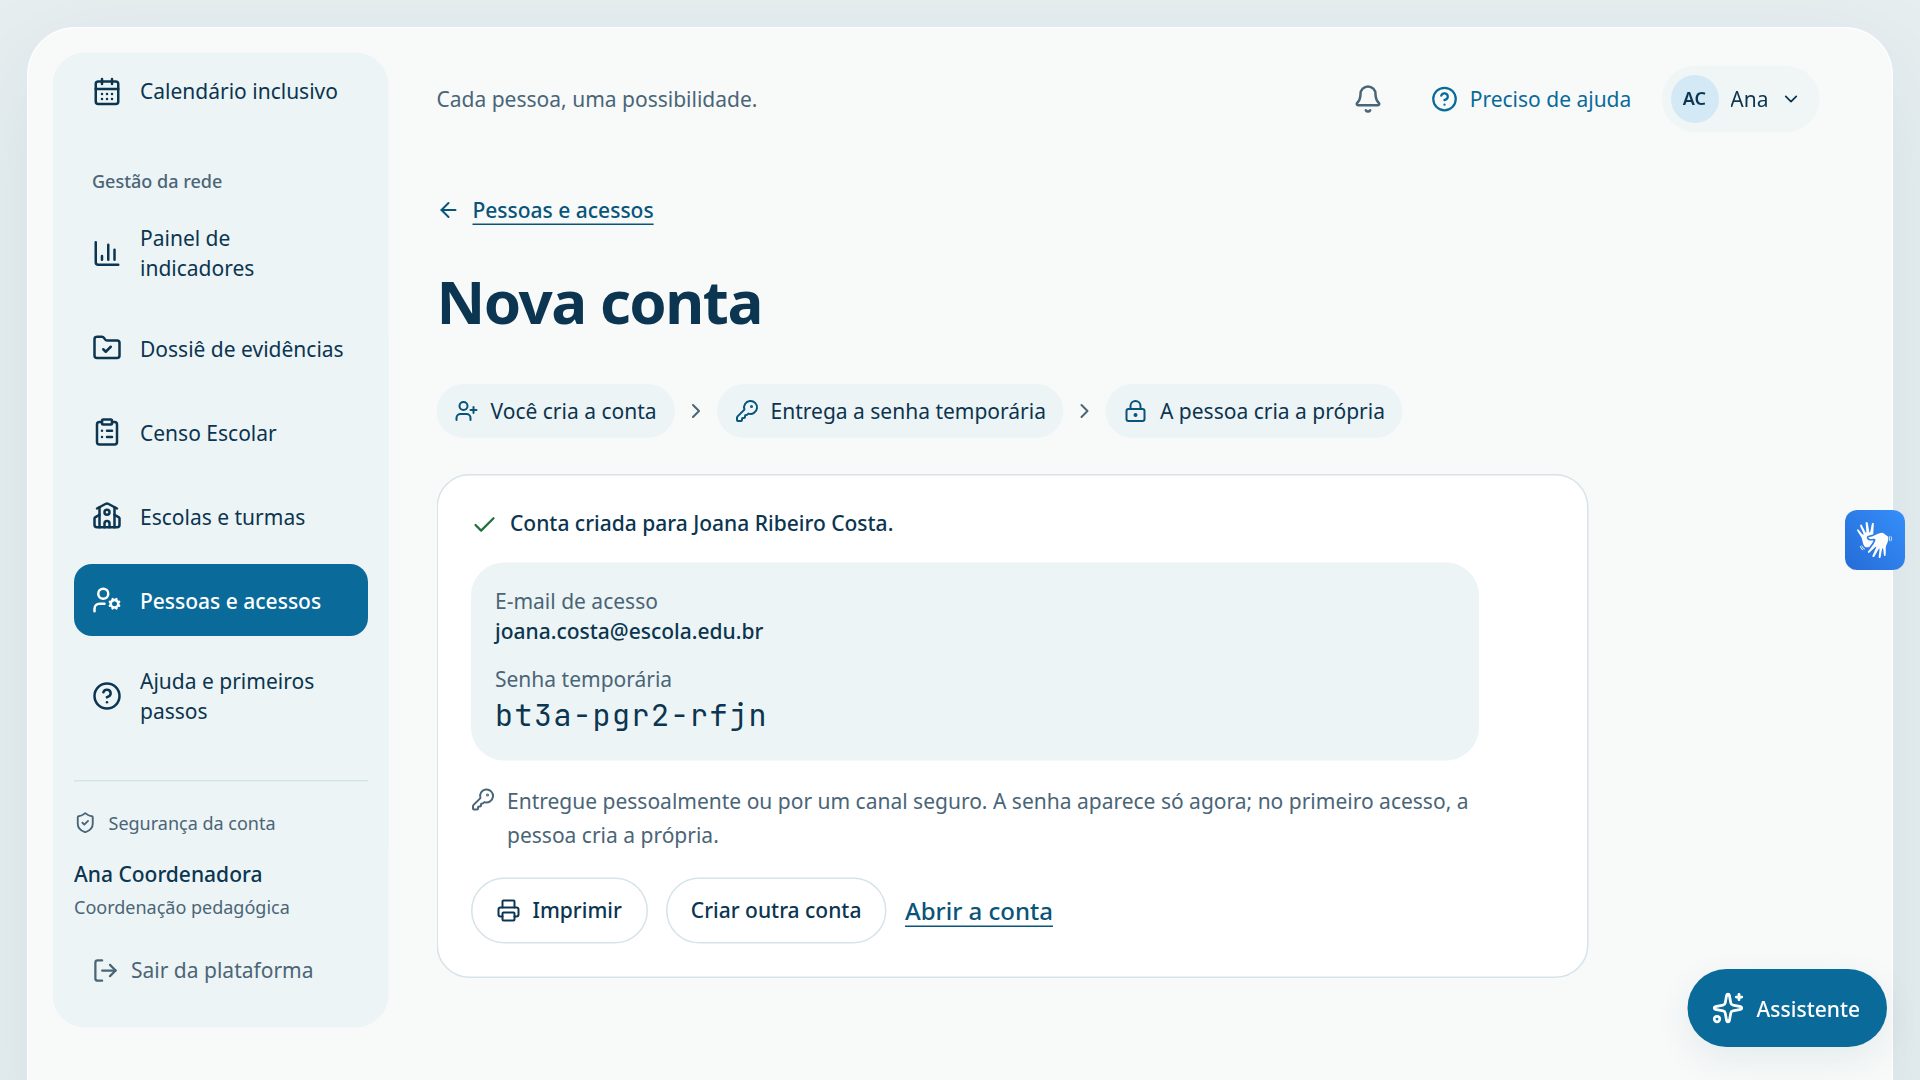 Calendário inclusivo
Gestão da rede
Painel de
indicadores
Dossiê de evidências
Censo Escolar
Escolas e turmas
Pessoas e acessos
Ajuda e primeiros
passos
Segurança da conta
Ana Coordenadora
Coordenação pedagógica
Sair da plataforma
Cada pessoa, uma possibilidade.
Preciso de ajuda
AC Ana
Pessoas e acessos
Nova conta
Você cria a conta
Entrega a senha temporária
A pessoa cria a própria
Conta criada para Joana Ribeiro Costa.
E-mail de acesso
joana.costa@escola.edu.br
Senha temporária
bt3a-pgr2-rfjn
Entregue pessoalmente ou por um canal seguro. A senha aparece só agora; no primeiro acesso, a
pessoa cria a própria.
Imprimir
Criar outra conta
Abrir a conta
Assistente